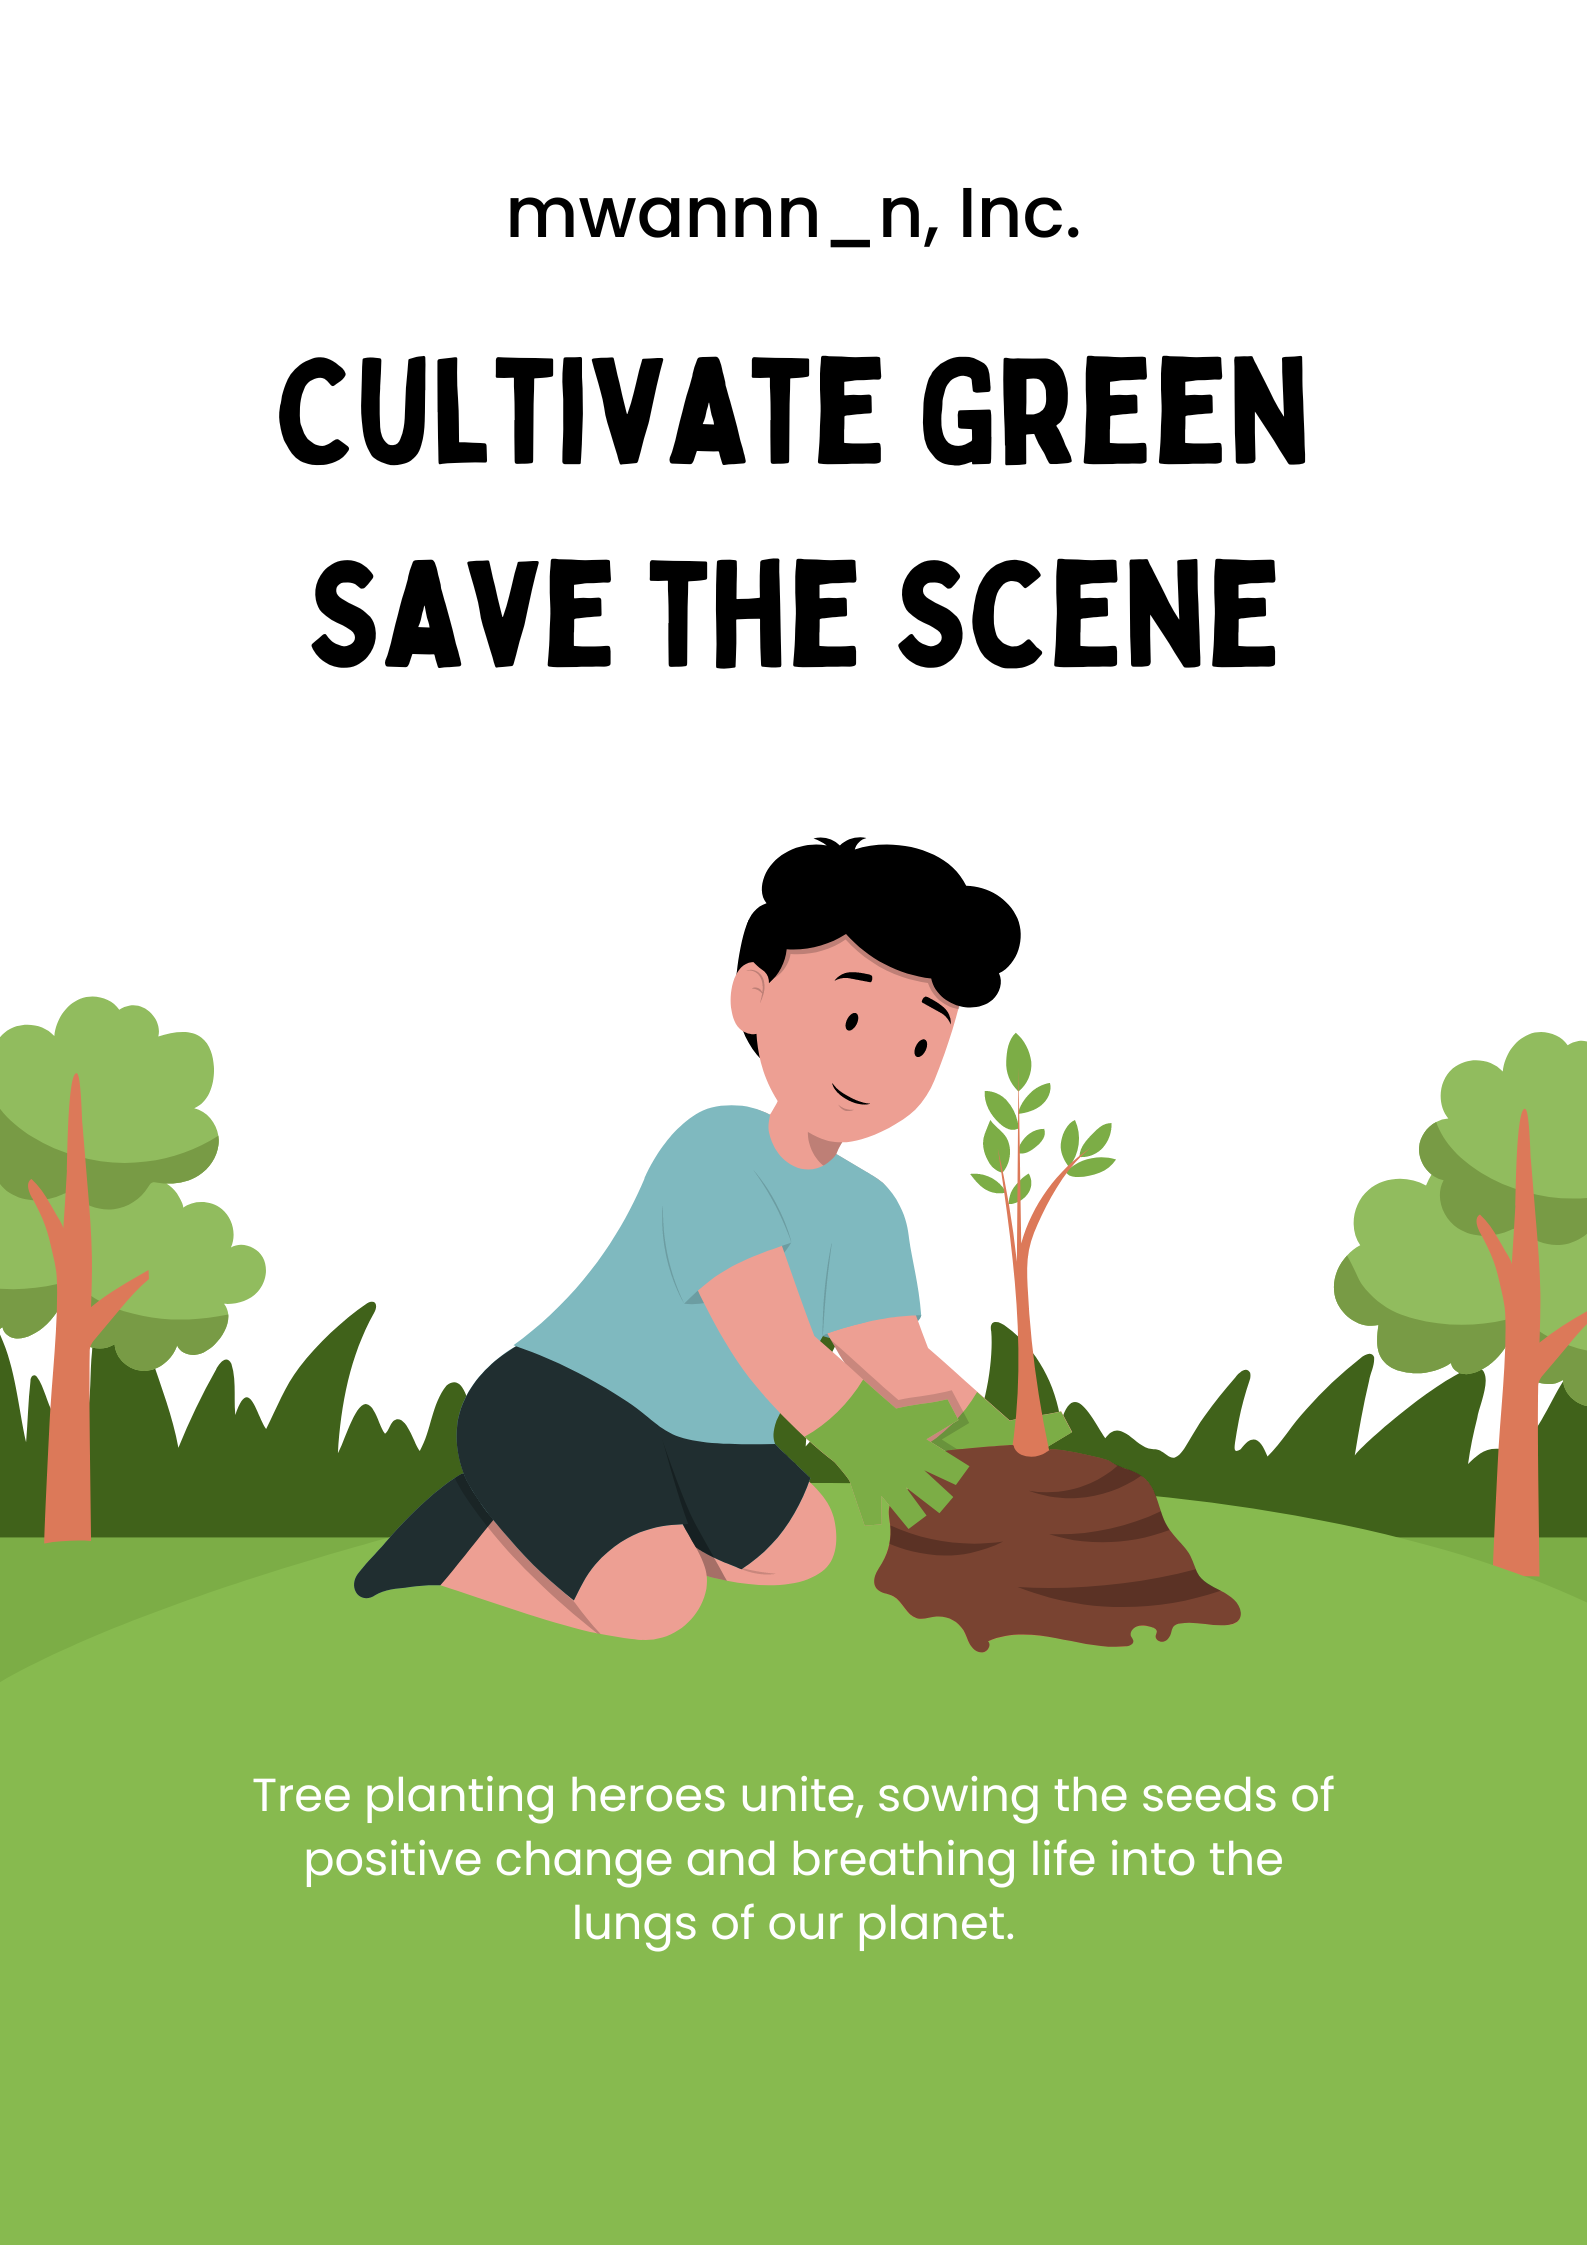 mwannn_n, Inc.
CULTIVATE GREEN
SAVE THE SCENE
Tree planting heroes unite, sowing the seeds of
positive change and breathing life into the
lungs of our planet.